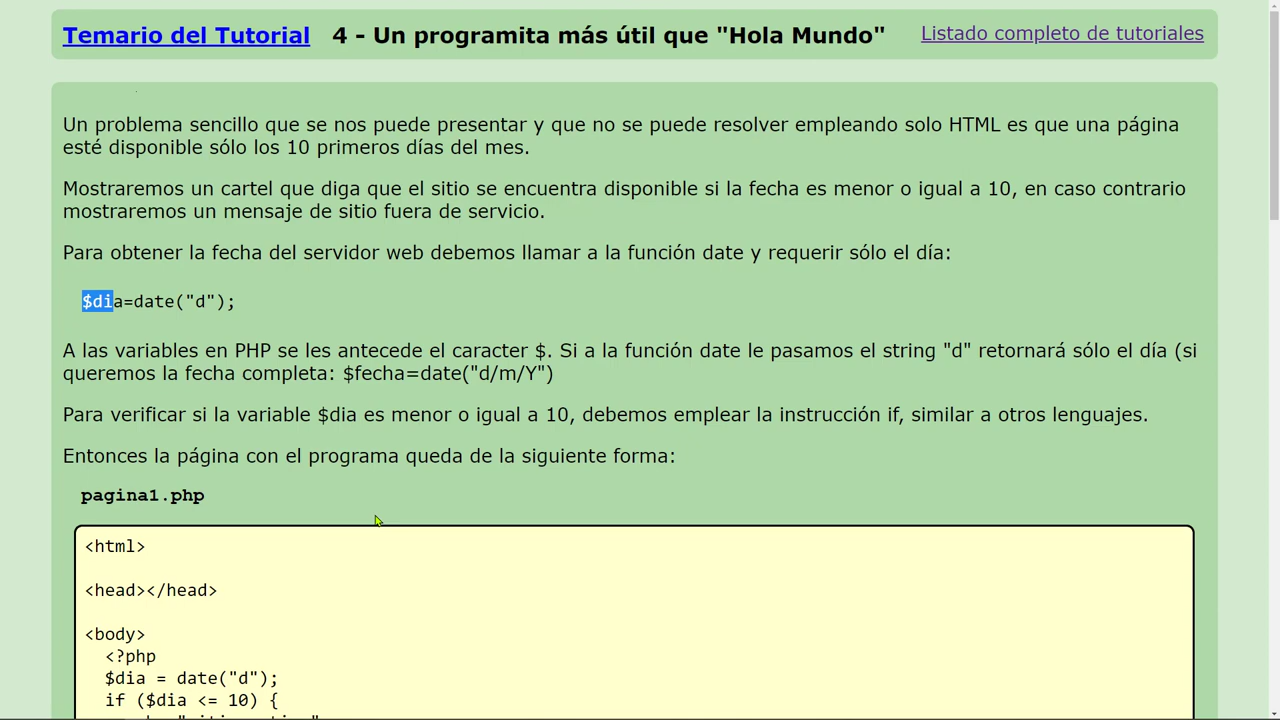 Temario del Tutorial 4 - Un programita más útil que "Hola Mundo" Listado completo de tutoriales
Un problema sencillo que se nos puede presentar y que no se puede resolver empleando solo HTML es que una página
esté disponible sólo los 10 primeros días del mes.
Mostraremos un cartel que diga que el sitio se encuentra disponible si la fecha es menor o igual a 10, en caso contrario
mostraremos un mensaje de sitio fuera de servicio.
Para obtener la fecha del servidor web debemos llamar a la función date y requerir sólo el día:
$dia=date("d");
A las variables en PHP se les antecede el caracter $. Si a la función date le pasamos el string "d" retornará sólo el día (si
queremos la fecha completa: $fecha=date("d/m/Y")
Para verificar si la variable $dia es menor o igual a 10, debemos emplear la instrucción if, similar a otros lenguajes.
Entonces la página con el programa queda de la siguiente forma:
pagina1.php
<html>
<head></head>
<body>
<?php
$dia = date("d");
if ($dia <= 10) {